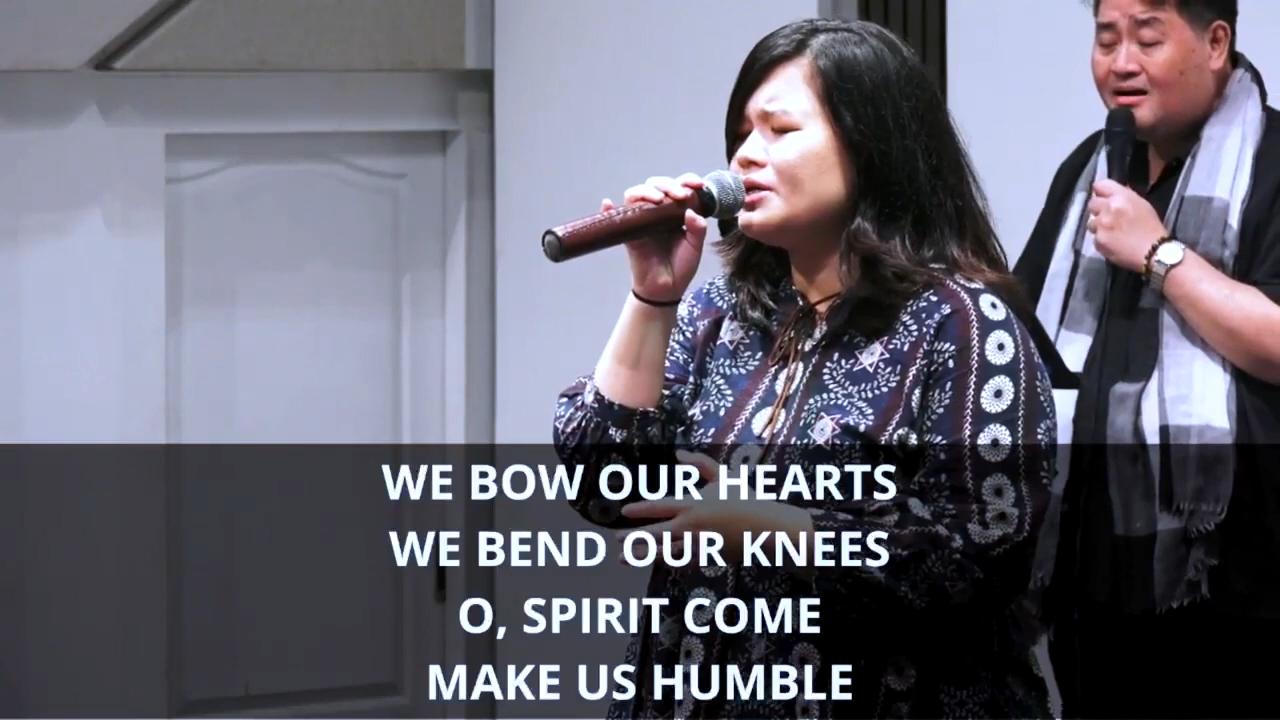 WE BOW OUR HEARTS
WE BEND OUR KNEES
O, SPIRIT COME
MAKE US HUMBLE